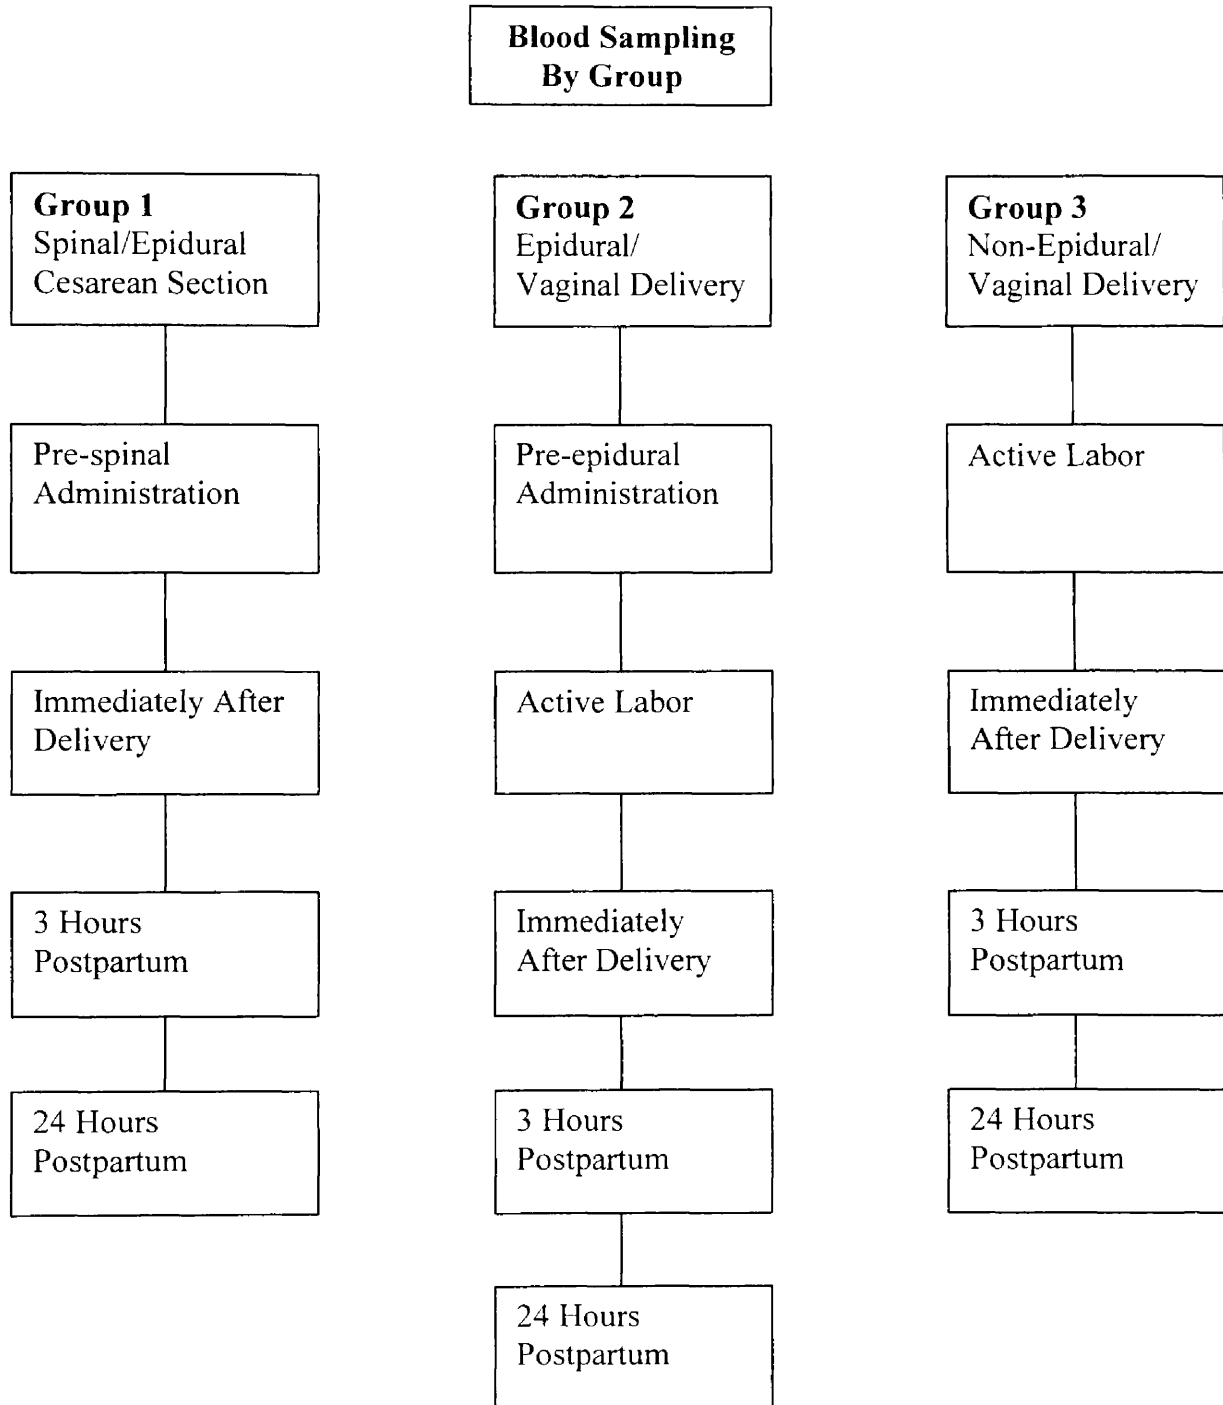 Blood Sampling
By Group
Group 1
Spinal/Epidural
Cesarean Section
Pre-spinal
Administration
Immediately After
Delivery
3 Hours
Postpartum
24 Hours
Postpartum
Group 2
Epidural/
Vaginal Delivery
Pre-epidural
Administration
Active Labor
Immediately
After Delivery
3 Hours
Postpartum
24 Hours
Postpartum
Group 3
Non-Epidural/
Vaginal Delivery
Active Labor
Immediately
After Delivery
3 Hours
Postpartum
24 Hours
Postpartum